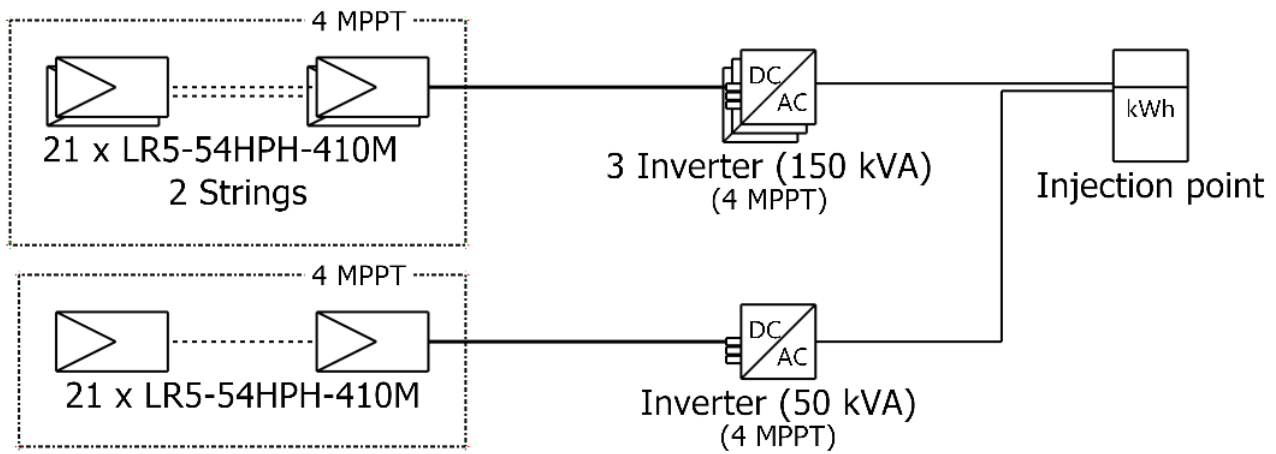 4 MPPT
21 x LR5-54HPH-410M
2 Strings
DC
AC
3 Inverter (150 kVA)
(4 MPPT)
kWh
Injection point
4 MPPT
21 x LR5-54HPH-410M
DC
AC
Inverter (50 kVA)
(4 MPPT)